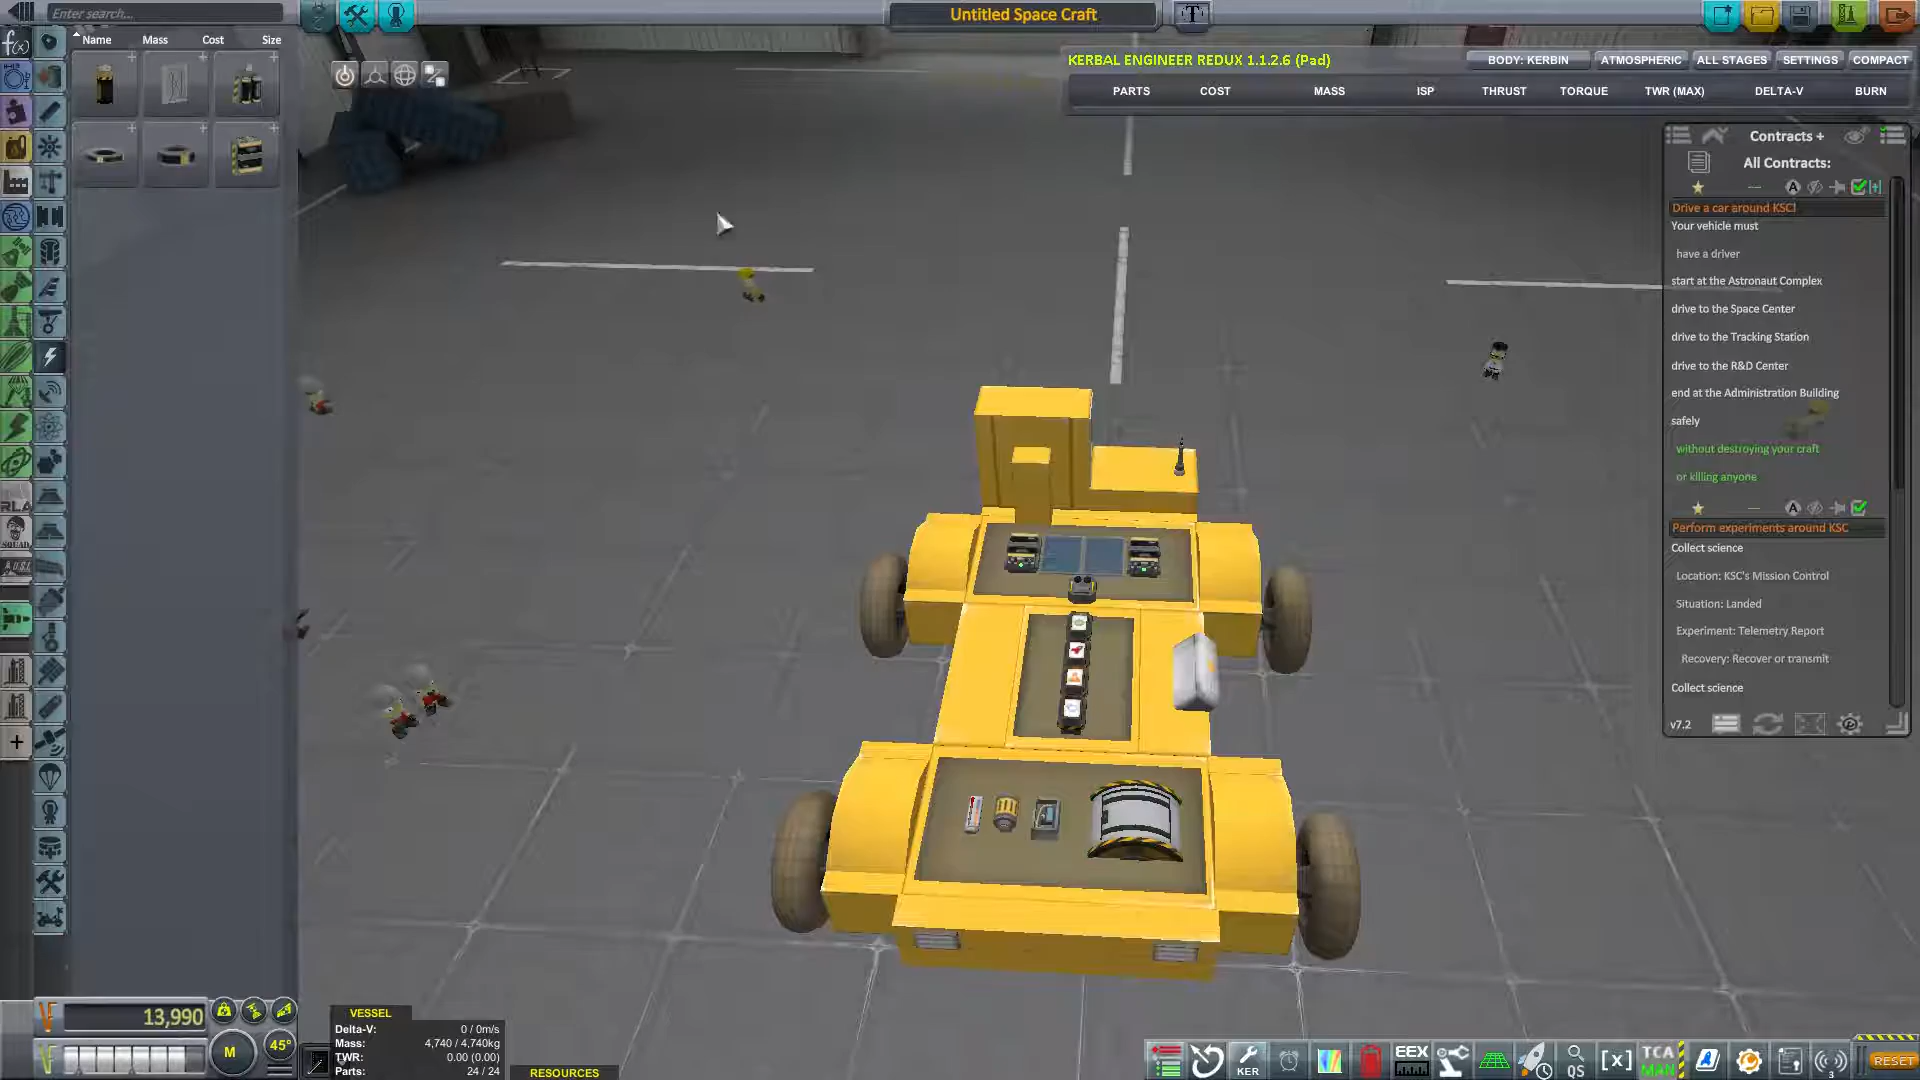 Enter search...
Untitled Space Craft
T
f(x)
Name Mass Cost Size
KERBAL ENGINEER REDUX 1.1.2.6 (Pad)
BODY: KERBIN ATMOSPHERIC ALL STAGES SETTINGS COMPACT
PARTS COST MASS ISP THRUST TORQUE TWR (MAX) DELTA-V BURN
Contracts +
All Contracts:
A
Drive a car around KSC!
Your vehicle must
have a driver
start at the Astronaut Complex
drive to the Space Center
drive to the Tracking Station
drive to the R&D Center
end at the Administration Building
safely
without destroying your craft
or killing anyone
A
Perform experiments around KSC
Collect science
Location: KSC's Mission Control
Situation: Landed
Experiment: Telemetry Report
Recovery: Recover or transmit
Collect science
v7.2
RLA
SQUAD
13,990
M
45°
VESSEL
Delta-V: 0 / 0m/s
Mass: 4,740 / 4,740kg
TWR: 0.00 (0.00)
Parts: 24 / 24
RESOURCES
KER
EEX
QS
[x]
TCA
MAN
3
RESET